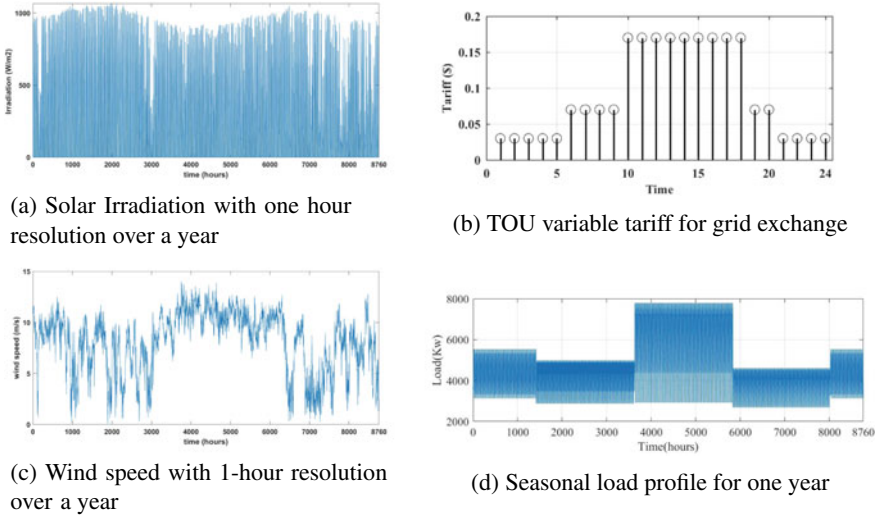 1000
500
0
Irradiation (W/m2)
0 1000 2000 3000 4000 5000 6000 7000 8000 8760
time (hours)
(a) Solar Irradiation with one hour
resolution over a year
0.2
0.15
0.1
0.05
0
Tariff ($)
0 5 10 15 20 24
Time
(b) TOU variable tariff for grid exchange
15
10
5
0
wind speed (m/s)
0 1000 2000 3000 4000 5000 6000 7000 8000 8760
time (hours)
(c) Wind speed with 1-hour resolution
over a year
8000
6000
4000
2000
Load(Kw)
0 1000 2000 3000 4000 5000 6000 7000 8000 8760
Time(hours)
(d) Seasonal load profile for one year